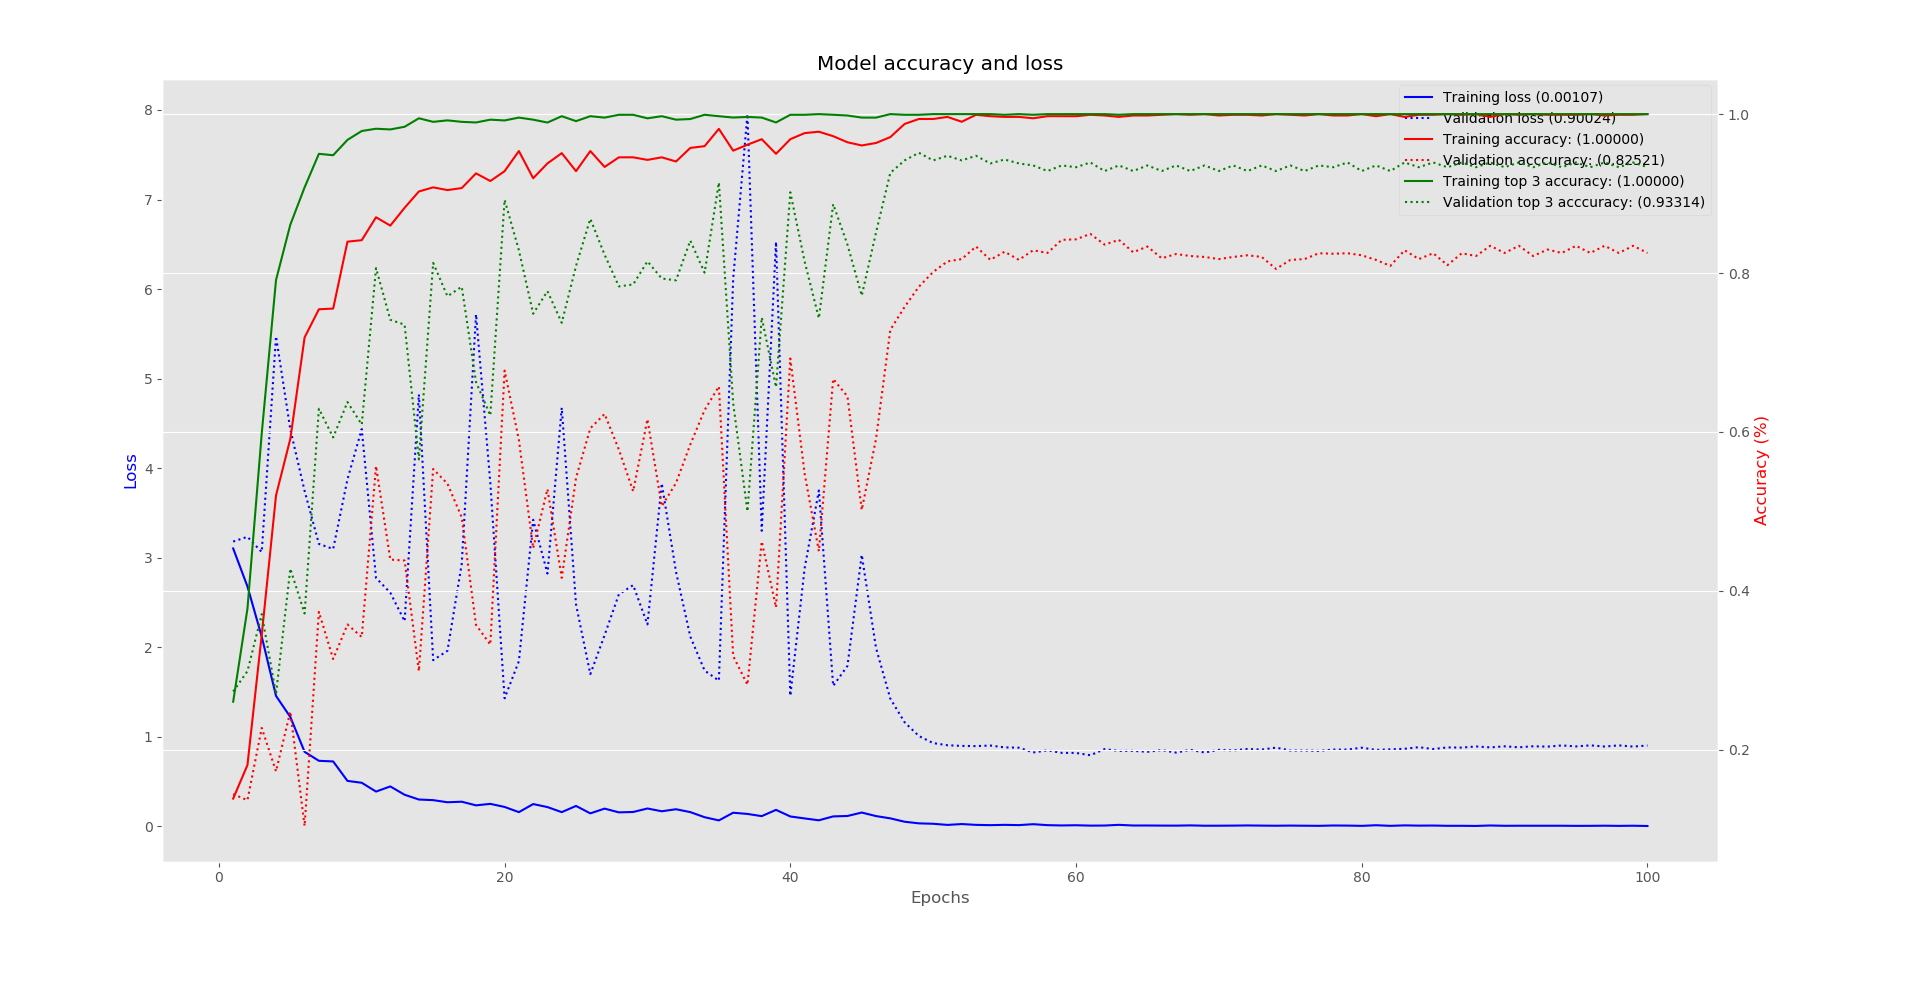 Model accuracy and loss
Training loss (0.00107)
Validation loss (0.90024)
Training accuracy: (1.00000)
Validation acccuracy: (0.82521)
Training top 3 accuracy: (1.00000)
Validation top 3 acccuracy: (0.93314)
8
7
6
5
4
3
2
1
0
Loss
1.0
0.8
0.6
0.4
0.2
Accuracy (%)
0 20 40 60 80 100
Epochs